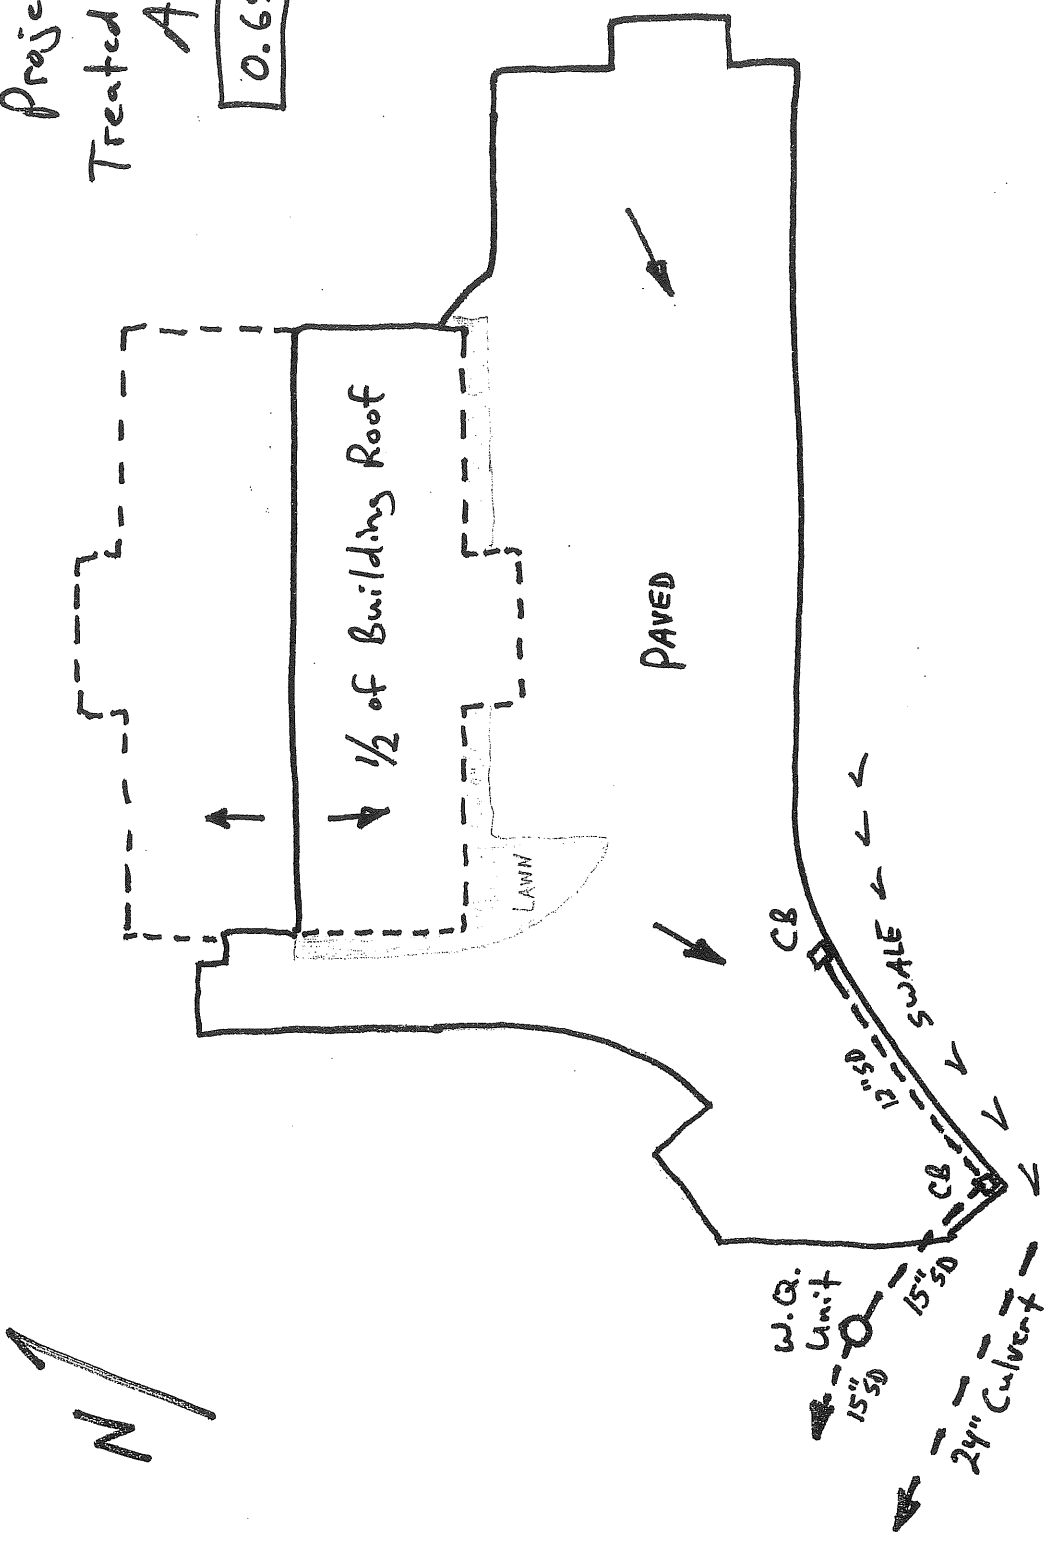 Proje
Treated
A
0.6
1/2 of Building Roof
PAVED
LAWN
CB
12" SD
SWALE
CB
15" SD
W.Q.
Unit
15"
SD
24" Culvert
N